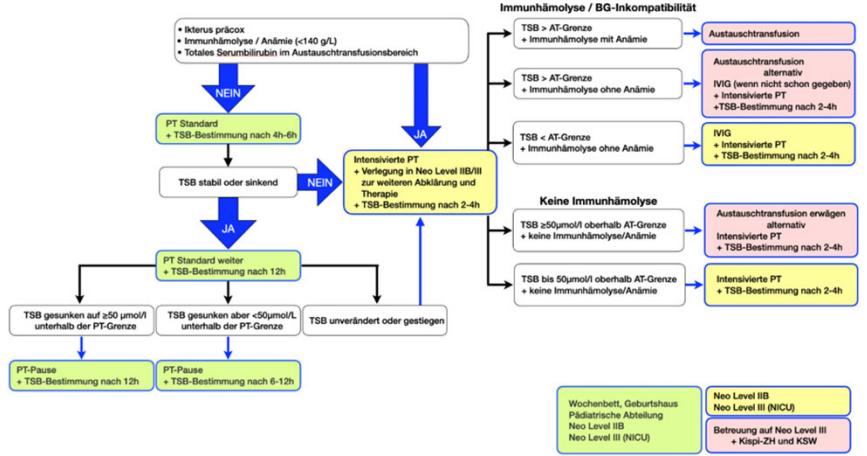 Immunhämolyse / BG-Inkompatibilität
• Ikterus präcox
• Immunhämolyse / Anämie (<140 g/L)
• Totales Serumbilirubin im Austauschtransfusionsbereich
NEIN
JA
PT Standard
+ TSB-Bestimmung nach 4h-6h
TSB stabil oder sinkend
NEIN
JA
Intensivierte PT
+ Verlegung in Neo Level IIB/III
zur weiteren Abklärung und
Therapie
+ TSB-Bestimmung nach 2-4h
PT Standard weiter
+ TSB-Bestimmung nach 12h
TSB gesunken auf ≥50 µmol/l
unterhalb der PT-Grenze
TSB gesunken aber <50µmol/L
unterhalb der PT-Grenze
TSB unverändert oder gestiegen
PT-Pause
+ TSB-Bestimmung nach 12h
PT-Pause
+ TSB-Bestimmung nach 6-12h
TSB > AT-Grenze
+ Immunhämolyse mit Anämie
Austauschtransfusion
TSB > AT-Grenze
+ Immunhämolyse ohne Anämie
Austauschtransfusion
alternativ
IVIG (wenn nicht schon gegeben)
+ Intensivierte PT
+TSB-Bestimmung nach 2-4h
TSB < AT-Grenze
+ Immunhämolyse ohne Anämie
IVIG
+ Intensivierte PT
+ TSB-Bestimmung nach 2-4h
Keine Immunhämolyse
TSB ≥50µmol/l oberhalb AT-Grenze
+ keine Immunhämolyse/Anämie
Austauschtransfusion erwägen
alternativ
Intensivierte PT
+ TSB-Bestimmung nach 2-4h
TSB bis 50µmol/l oberhalb AT-Grenze
+ keine Immunhämolyse/Anämie
Intensivierte PT
+ TSB-Bestimmung nach 2-4h
Wochenbett, Geburtshaus
Pädiatrische Abteilung
Neo Level IIB
Neo Level III (NICU)
Neo Level IIB
Neo Level III (NICU)
Betreuung auf Neo Level III
+ Kispi-ZH und KSW